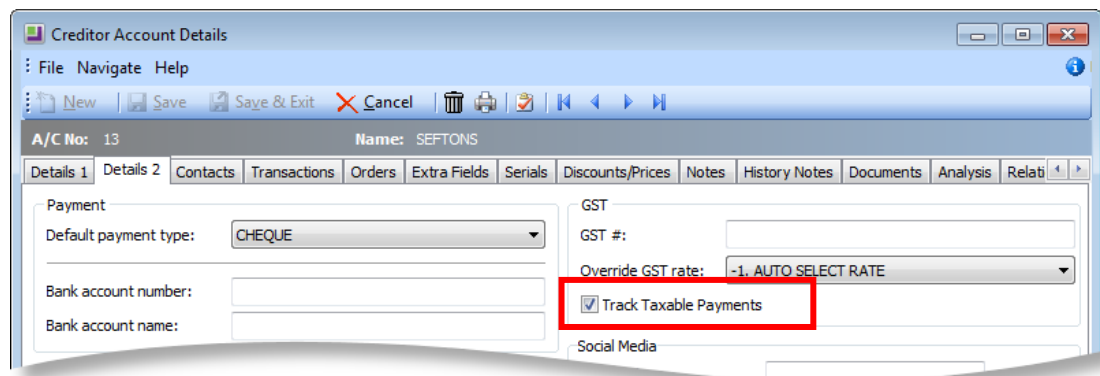 Creditor Account Details
File Navigate Help
New Save Save & Exit Cancel
A/C No: 13 Name: SEFTONS
Details 1 Details 2 Contacts Transactions Orders Extra Fields Serials Discounts/Prices Notes History Notes Documents Analysis Relati
Payment
Default payment type: CHEQUE
Bank account number:
Bank account name:
GST
GST #:
Override GST rate: -1. AUTO SELECT RATE
Track Taxable Payments
Social Media